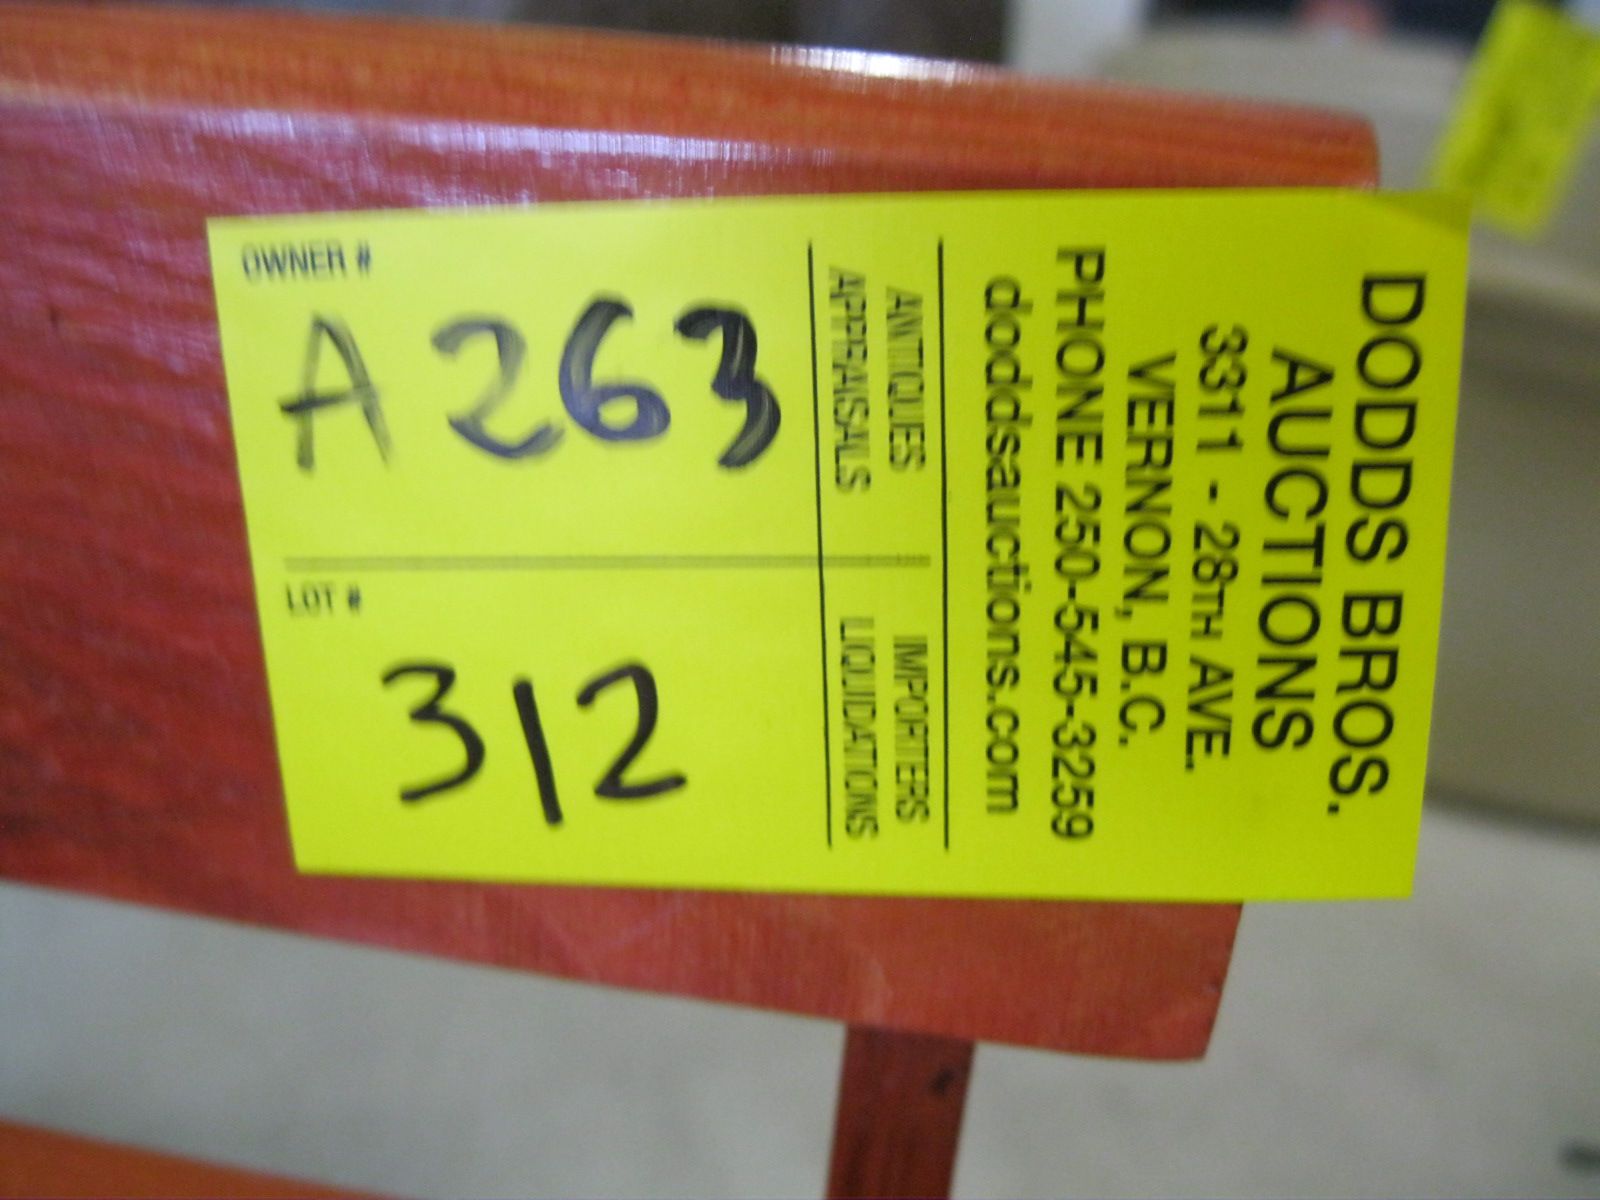 DODDS BROS.
AUCTIONS
3311 - 28TH AVE.
VERNON, B.C.
PHONE 250-545-3259
doddsauctions.com
ANTIQUES IMPORTERS
APPRAISALS LIQUIDATIONS
OWNER #
A 263
LOT #
312